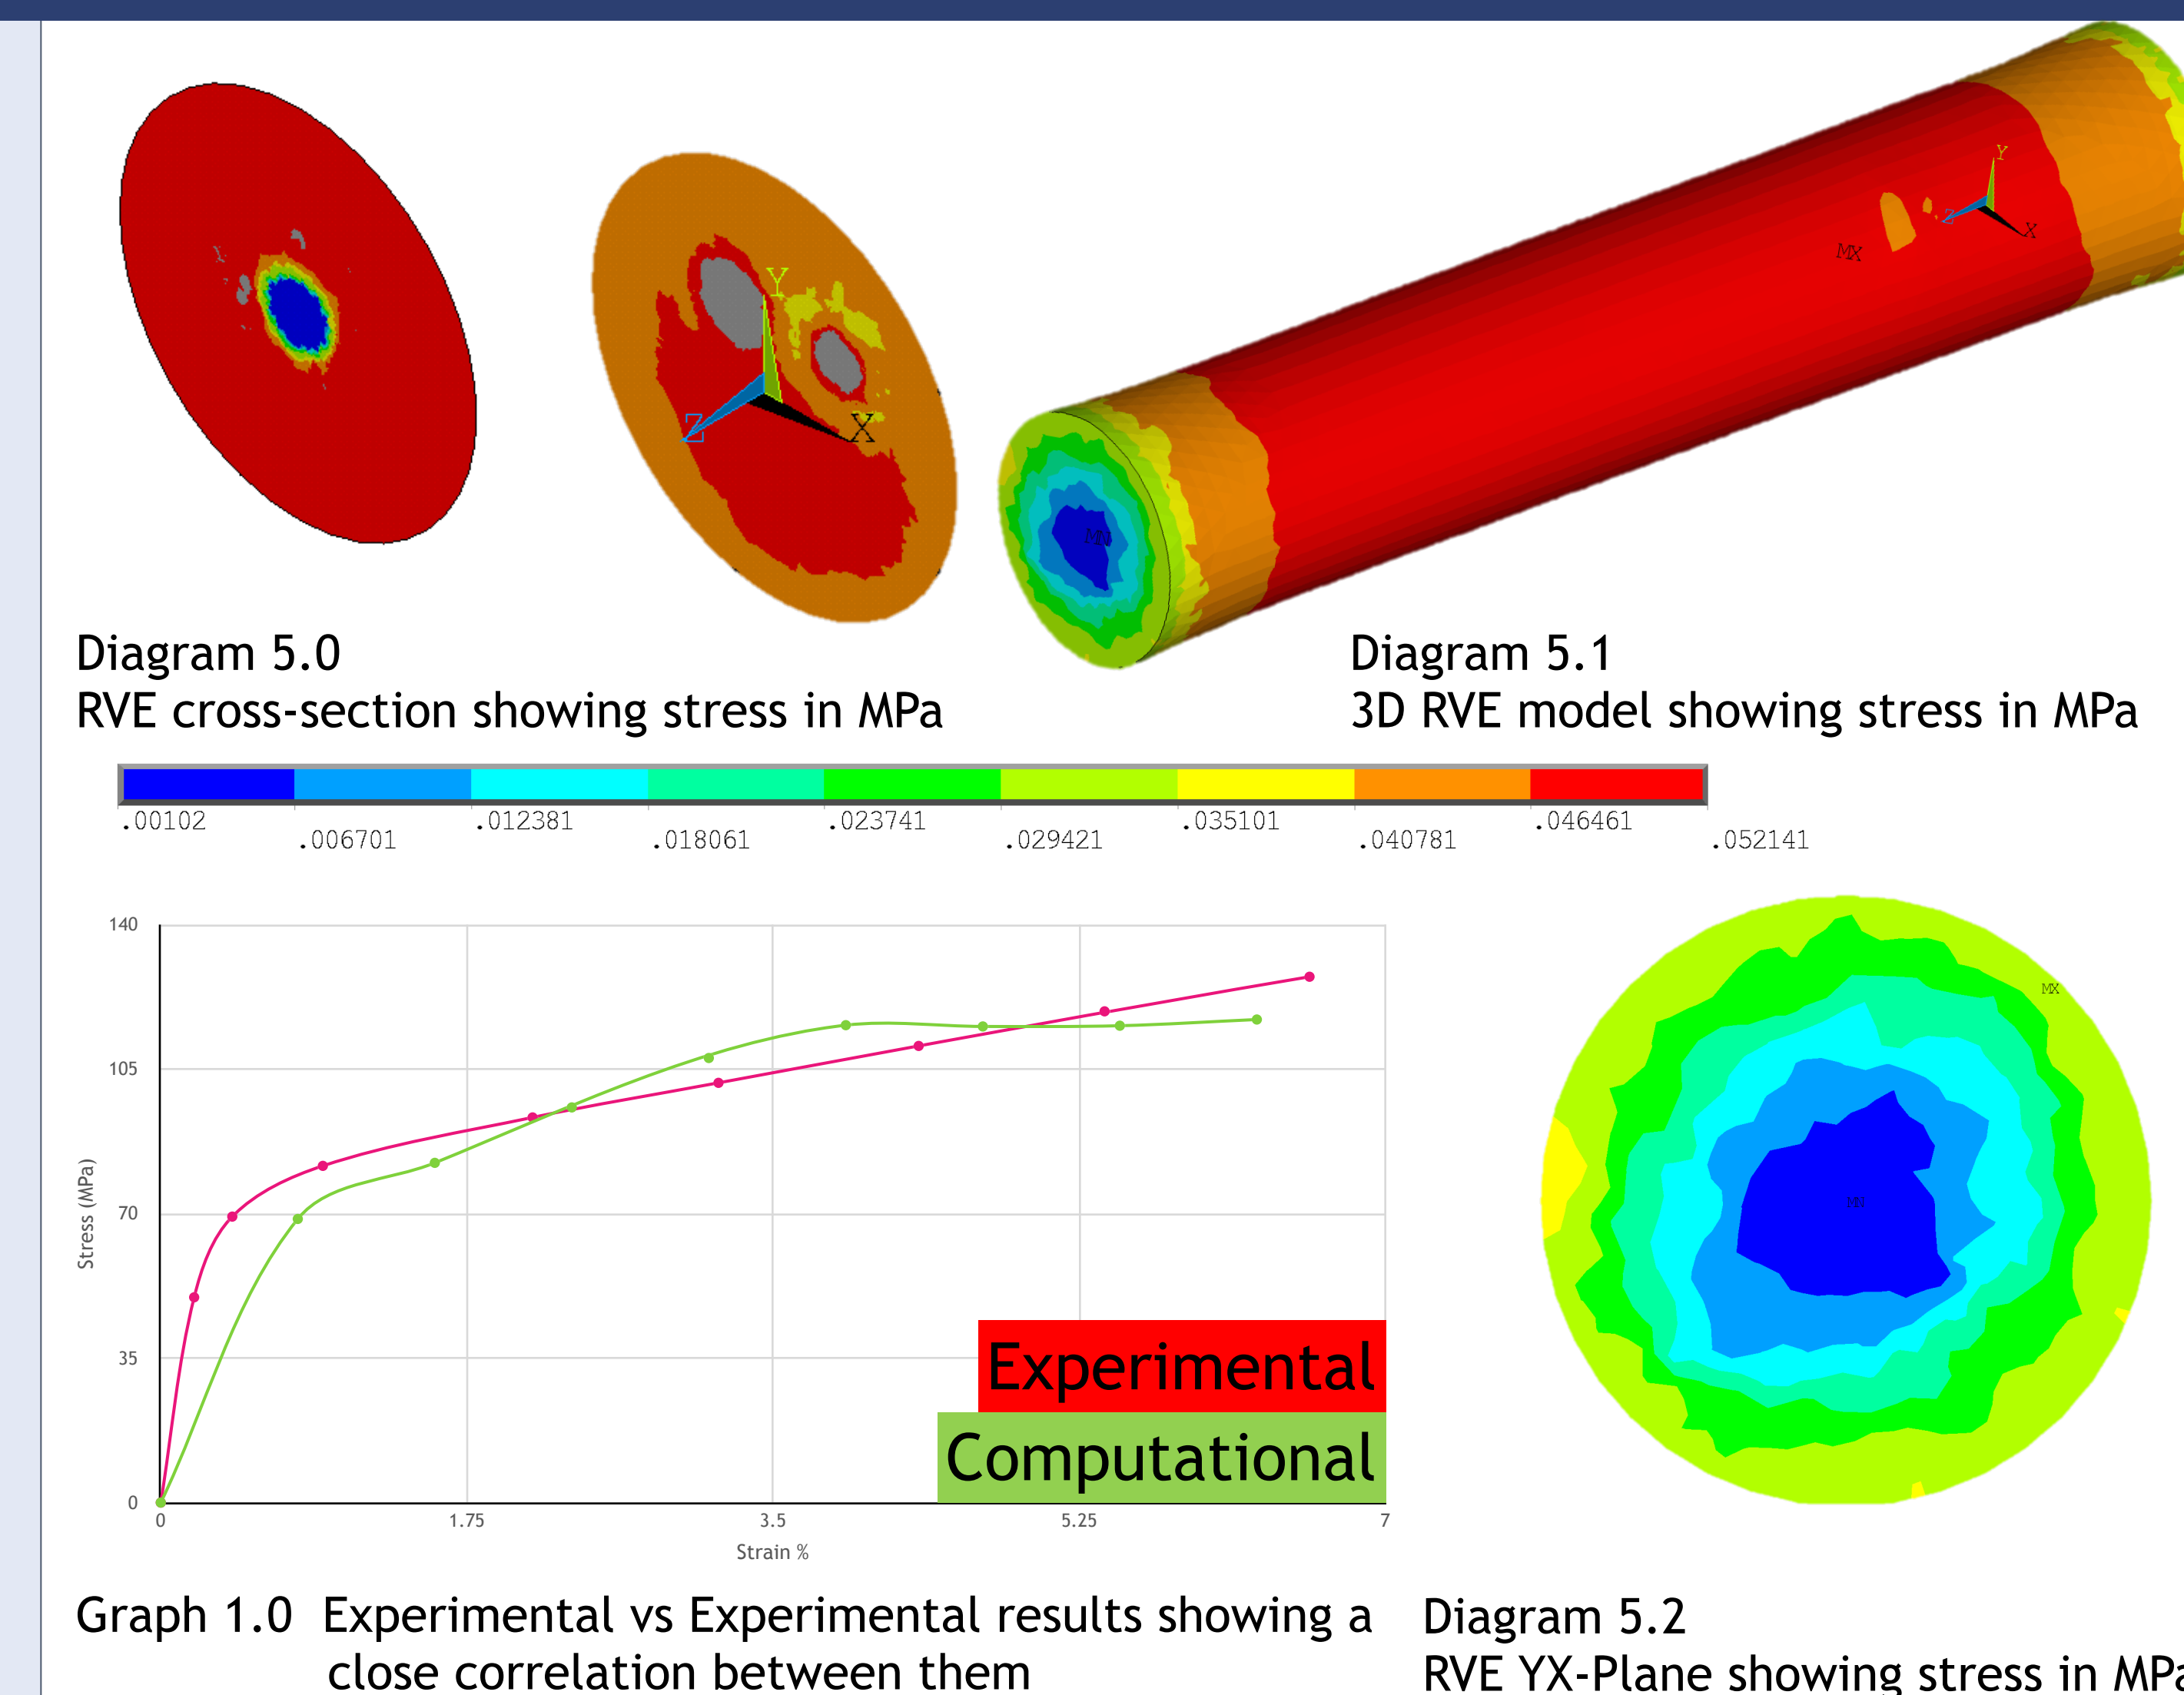 Y
Z
X
Y
Z
X
MX
MN
Diagram 5.0
RVE cross-section showing stress in MPa
Diagram 5.1
3D RVE model showing stress in MPa
.00102
.006701
.012381
.018061
.023741
.029421
.035101
.040781
.046461
.052141
140
105
70
35
0
Stress (MPa)
0
1.75
3.5
5.25
7
Strain %
Experimental
Computational
MX
MN
Graph 1.0 Experimental vs Experimental results showing a
close correlation between them
Diagram 5.2
RVE YX-Plane showing stress in MPa